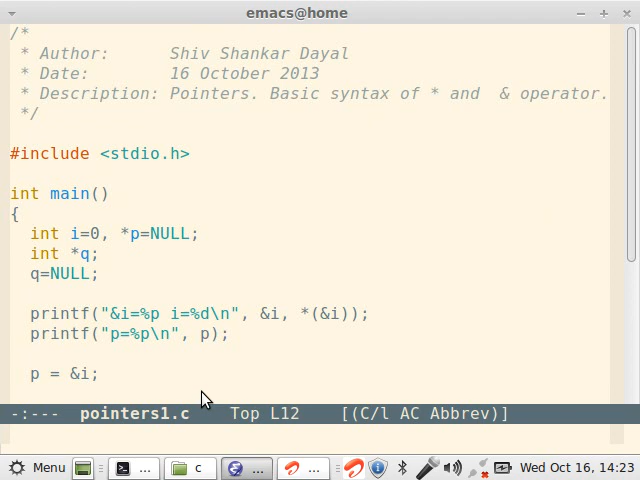 emacs@home
/*
 * Author:      Shiv Shankar Dayal
 * Date:        16 October 2013
 * Description: Pointers. Basic syntax of * and  & operator.
 */

#include <stdio.h>

int main()
{
  int i=0, *p=NULL;
  int *q;
  q=NULL;

  printf("&i=%p i=%d\n", &i, *(&i));
  printf("p=%p\n", p);

  p = &i;

-:---  pointers1.c    Top L12    [(C/l AC Abbrev)]
Menu ... c ... ... Wed Oct 16, 14:23